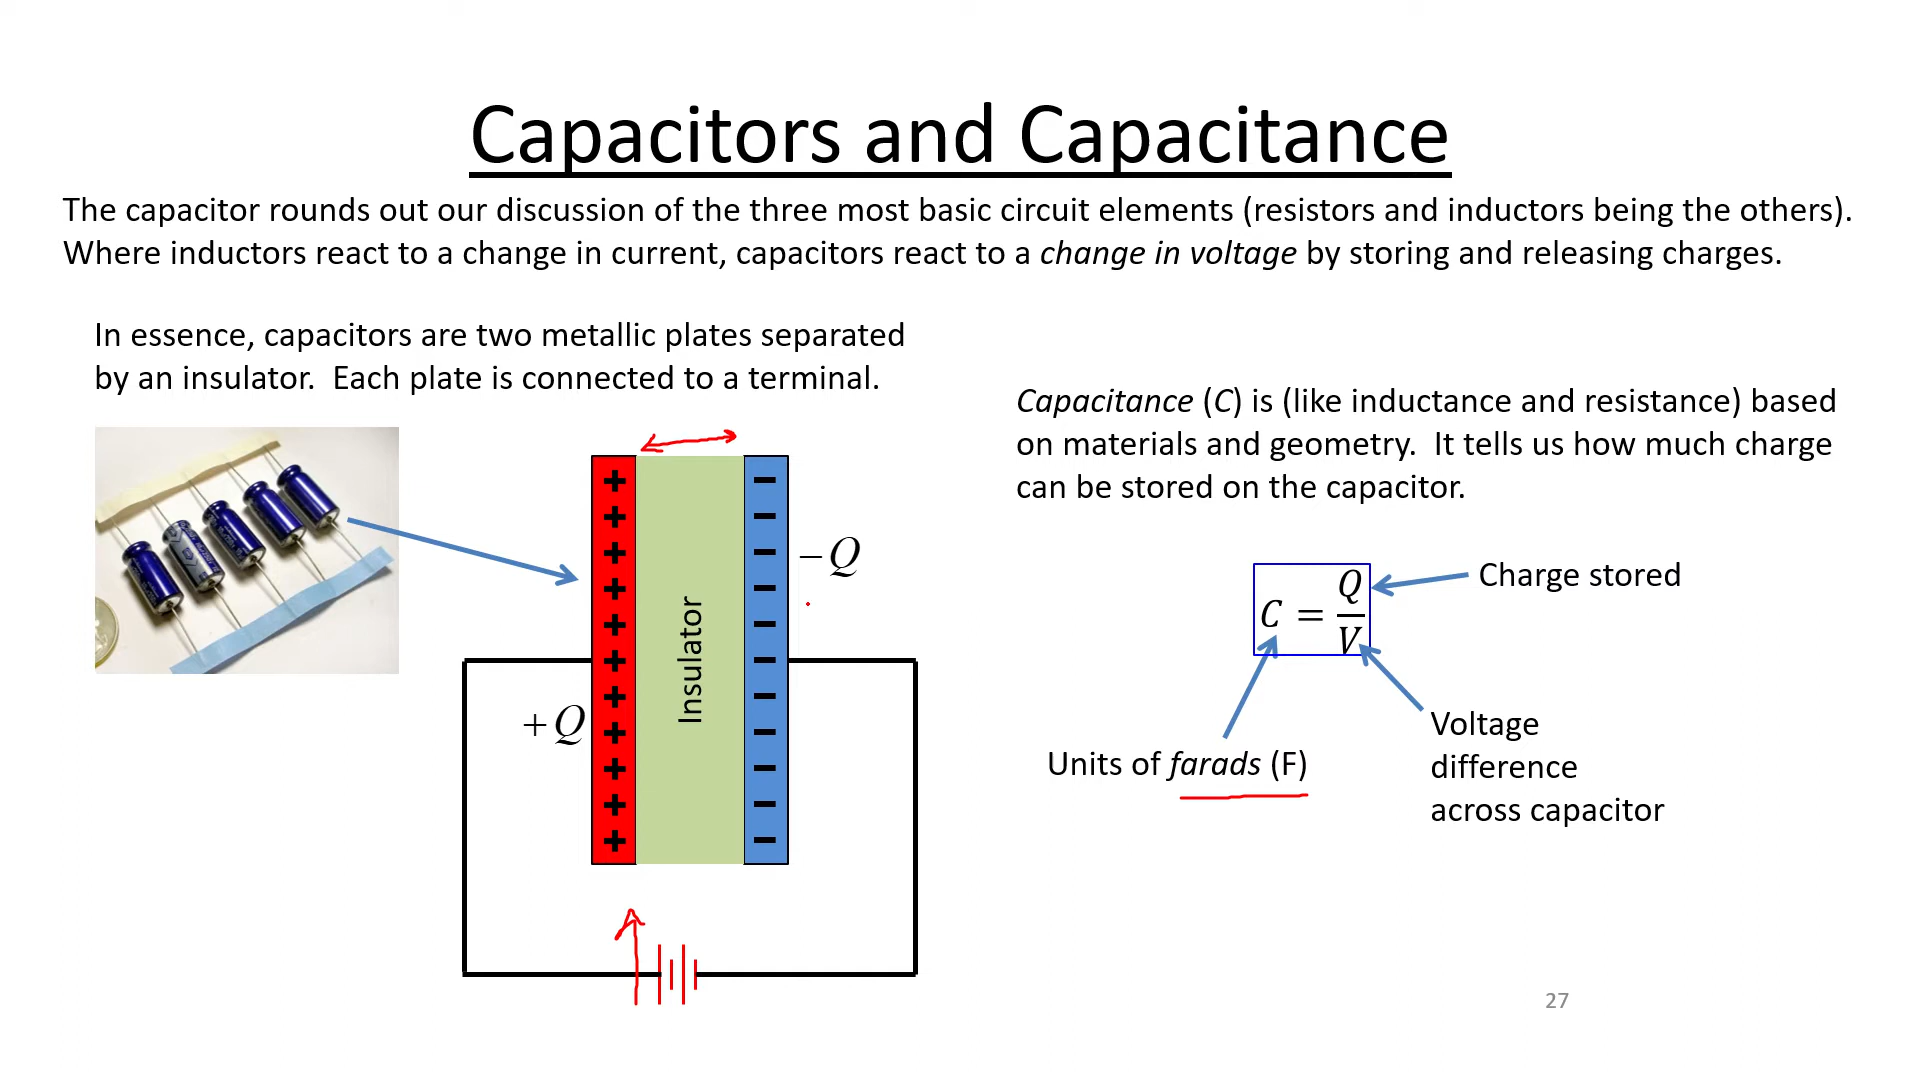 Capacitors and Capacitance
The capacitor rounds out our discussion of the three most basic circuit elements (resistors and inductors being the others).
Where inductors react to a change in current, capacitors react to a change in voltage by storing and releasing charges.
In essence, capacitors are two metallic plates separated
by an insulator.  Each plate is connected to a terminal.
Capacitance (C) is (like inductance and resistance) based
on materials and geometry.  It tells us how much charge
can be stored on the capacitor.
+ + + + + + + + + + +
Insulator
− − − − − − − − − − −
−Q
+Q
C = Q/V
Charge stored
Units of farads (F)
Voltage
difference
across capacitor
27